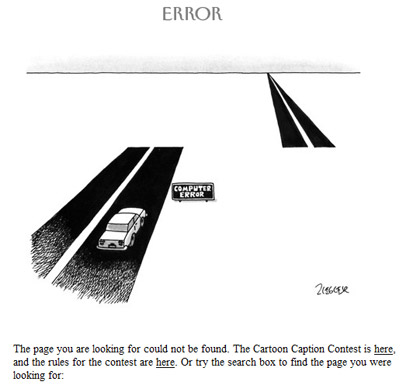 ERROR
COMPUTER
ERROR
ZIEGLER
The page you are looking for could not be found. The Cartoon Caption Contest is here,
and the rules for the contest are here. Or try the search box to find the page you were
looking for: